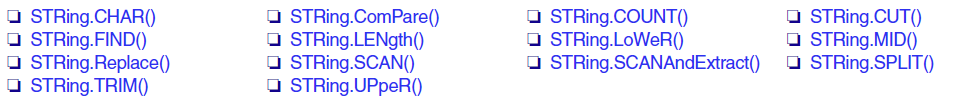 ❏ STRing.CHAR() ❏ STRing.ComPare() ❏ STRing.COUNT() ❏ STRing.CUT()
❏ STRing.FIND() ❏ STRing.LENgth() ❏ STRing.LoWeR() ❏ STRing.MID()
❏ STRing.Replace() ❏ STRing.SCAN() ❏ STRing.SCANAndExtract() ❏ STRing.SPLIT()
❏ STRing.TRIM() ❏ STRing.UPpeR()